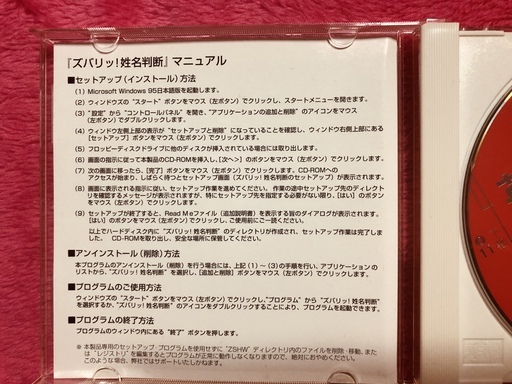 『ズバリッ！姓名判断』マニュアル
■セットアップ（インストール）方法
(1) Microsoft Windows 95日本語版を起動します。
(2) ウィンドウズの“スタート”ボタンをマウス（左ボタン）でクリックし、スタートメニューを開きます。
(3) “設定”から“コントロールパネル”を開き、“アプリケーションの追加と削除”のアイコンをマウス
（左ボタン）でダブルクリックします。
(4) ウィンドウ左側上部の表示が“セットアップと削除”になっていることを確認し、ウィンドウ右側上部にある
［セットアップ］ボタンをマウス（左ボタン）でクリックします。
(5) フロッピーディスクドライブに他のディスクが挿入されている場合には取り出します。
(6) 画面の指示に従って本製品のCD-ROMを挿入し、［次へ＞］のボタンをマウス（左ボタン）でクリックします。
(7) 次の画面に移ったら、［完了］ボタンをマウス（左ボタン）でクリックします。CD-ROMへの
アクセスが始まり、しばらく待つとセットアップ画面（ズバリッ！姓名判断のセットアップ）が表示されます。
(8) 画面に表示される指示に従い、セットアップ作業を進めてください。作業の途中セットアップ先のディレクト
リを確認するメッセージが表示されますが、特にセットアップ先を指定する必要がない限り、［はい］のボタン
をマウス（左ボタン）でクリックします。
(9) セットアップが終了すると、Read Meファイル（追加説明書）を表示する旨のダイアログが表示されます。
［はい］のボタンをマウス（左ボタン）でクリックし、ご使用前にご一読ください。
以上でハードディスク内に“ズバリッ！姓名判断”のディレクトリが作成され、セットアップ作業は完了しま
した。 CD-ROMを取り出し、安全な場所に保管してください。
■アンインストール（削除）方法
本プログラムのアンインストール（削除）を行う場合には、上記(1)～(3)の手順を行い、アプリケーションの
リストから、“ズバリッ！姓名判断”を選択し、［追加と削除］ボタンをマウス（左ボタン）でクリックします。
■プログラムのご使用方法
ウィンドウズの“スタート”ボタンをマウス（左ボタン）でクリックし、“プログラム”から“ズバリッ！姓名判断”
を選択するか、“ズバリッ！姓名判断”のアイコンをダブルクリックすることにより、プログラムを起動できます。
■プログラムの終了方法
プログラムのウィンドウ内にある“終了”ボタンを押します。
※ 本製品専用のセットアップ・プログラムを使用せずに“ZSHW”ディレクトリ内のファイルを削除・移動、また
は“レジストリ”を編集するとプログラムが正常に動作しなくなりますので、絶対におやめください。
このような場合、弊社ではサポートいたしかねます。